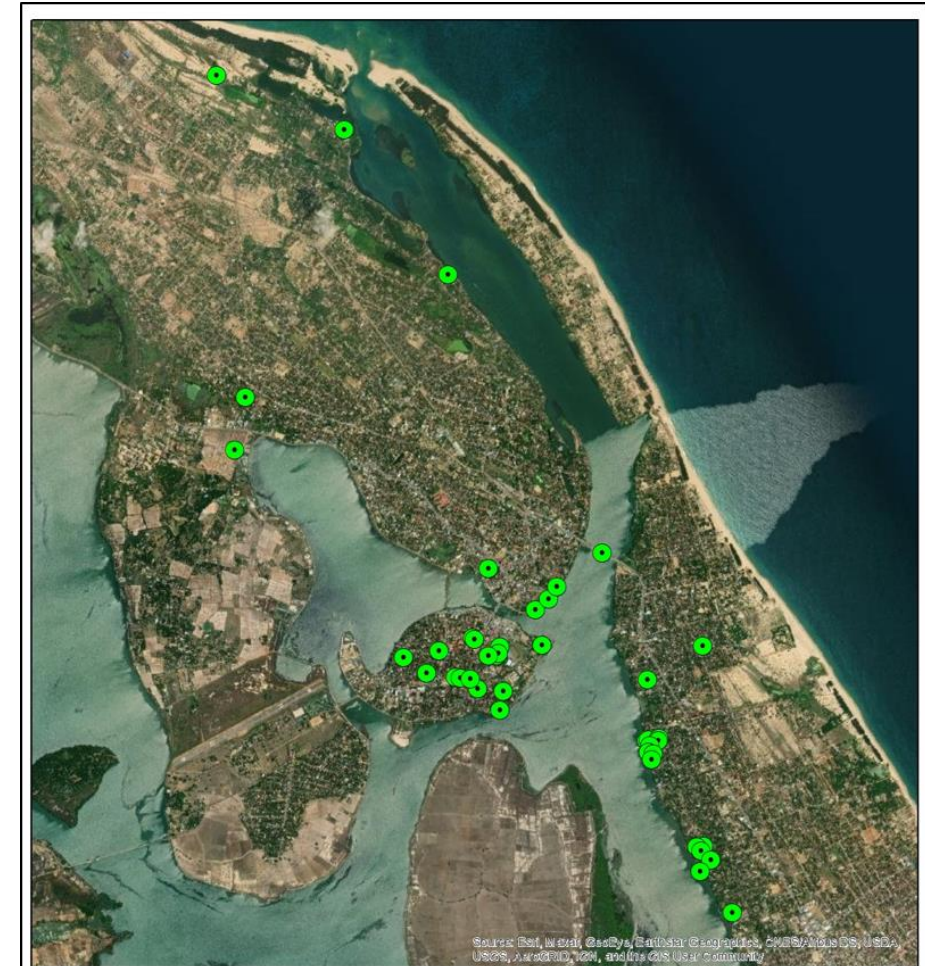 Source: Esri, Maxar, GeoEye, Earthstar Geographics, CNES/Airbus DS, USDA,
USGS, AeroGRID, IGN, and the GIS User Community